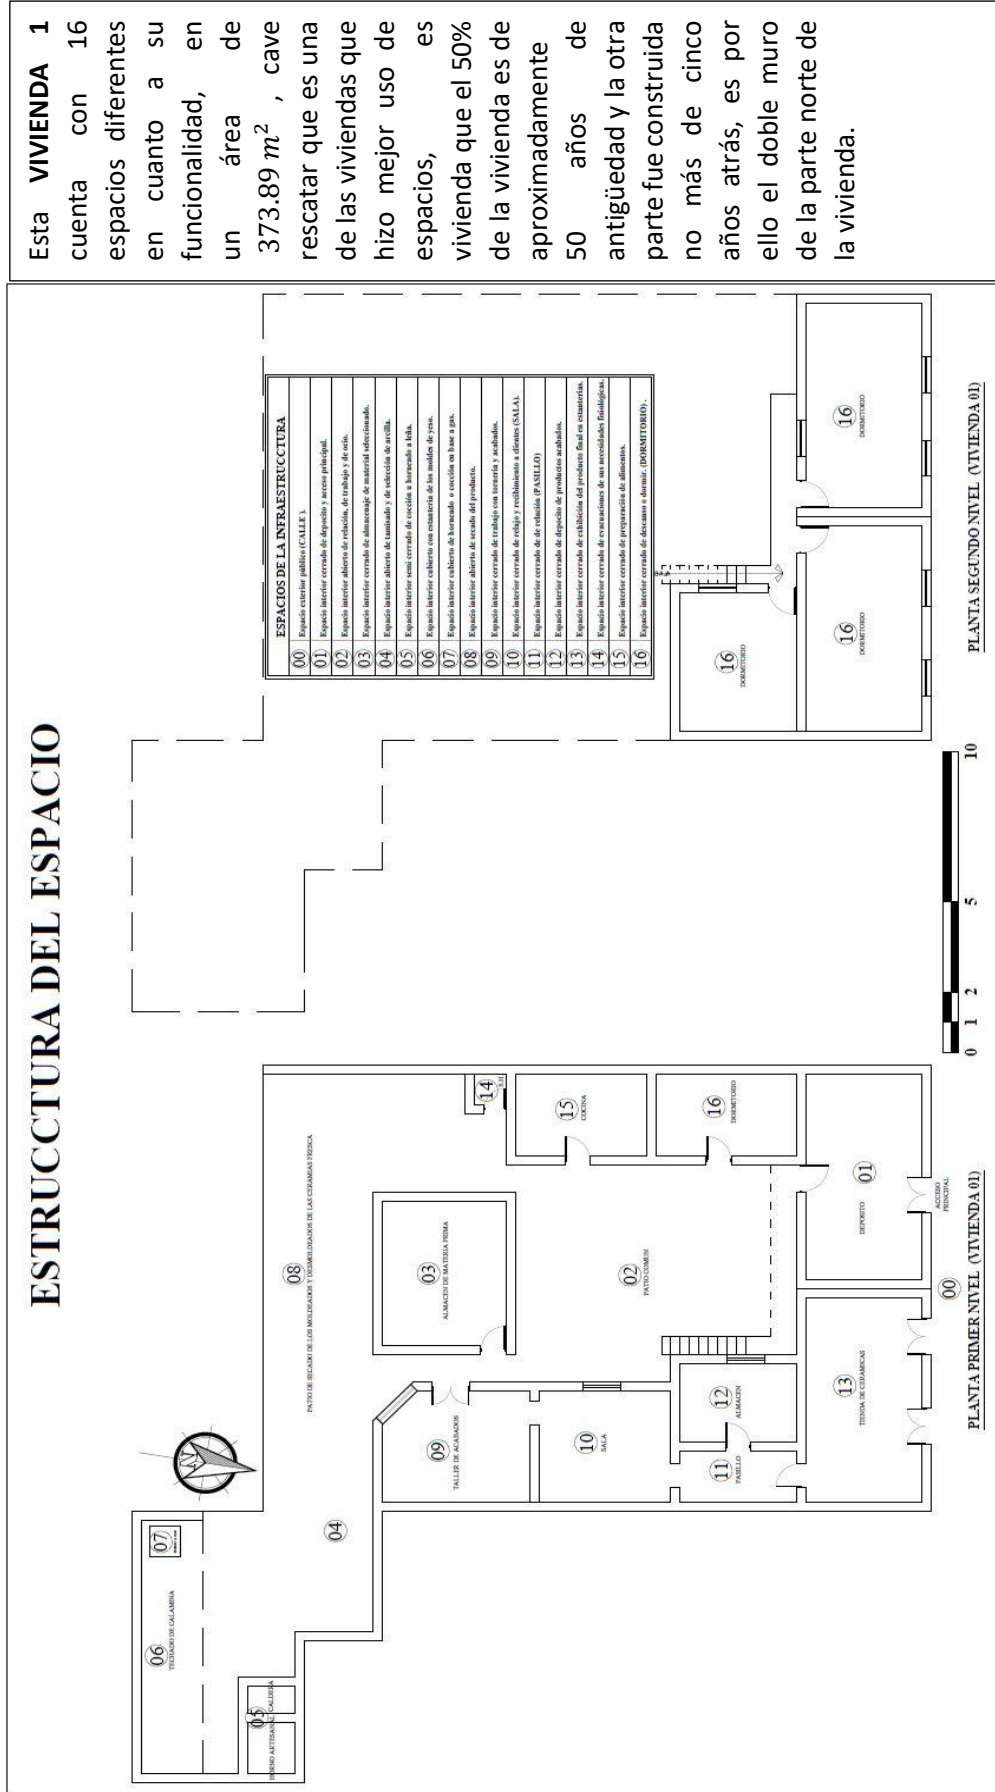 ESTRUCCTURA DEL ESPACIO
06
TECHADO DE CALAMINA
07
05
HORNO ARTESANAL
CALDERA
04
08
PATIO DE SECADO DE LOS MOLDEADOS Y DESMOLDEADOS DE LAS CERAMIAS FRESCA
09
TALLER DE ACABADOS
03
ALMACEN DE MATERIA PRIMA
14
S.H.
10
SALA
15
COCINA
02
PATIO COMUN
11
PASILLO
12
ALMACEN
16
DORMITORIO
13
TIENDA DE CERAMICAS
01
DEPOSITO
00
ACCESO
PRINCIPAL
PLANTA PRIMER NIVEL (VIVIENDA 01)
0 1 2 5 10
ESPACIOS DE LA INFRAESTRUCCTURA
00 Espacio exterior público (CALLE ).
01 Espacio interior cerrado de deposito y acceso principal.
02 Espacio interior abierto de relación, de trabajo y de ocio.
03 Espacio interior cerrado de almacenaje de material seleccionado.
04 Espacio interior abierto de tamisado y de selección de arcilla.
05 Espacio interior semi cerrado de cocción u horneado a leña.
06 Espacio interior cubierto con estanteria de los moldes de yeso.
07 Espacio interior cubierto de horneado o cocción en base a gas.
08 Espacio interior abierto de secado del producto.
09 Espacio interior cerrado de trabajo con tornería y acabados.
10 Espacio interior cerrado de relajo y recibimiento a clientes (SALA).
11 Espacio interior cerrado de de relación (PASILLO)
12 Espacio interior cerrado de deposito de productos acabados.
13 Espacio interior cerrado de exhibición del producto final en estanterias.
14 Espacio interior cerrado de evacuaciones de sus necesidades fisiológicas.
15 Espacio interior cerrado de preparación de alimentos.
16 Espacio interior cerrado de descanso o dormir. (DORMITORIO) .
16
DORMITORIO
16
DORMITORIO
16
DORMITORIO
PLANTA SEGUNDO NIVEL (VIVIENDA 01)
Esta VIVIENDA 1
cuenta con 16
espacios diferentes
en cuanto a su
funcionalidad, en
un área de
373.89 m² , cave
rescatar que es una
de las viviendas que
hizo mejor uso de
espacios, es
vivienda que el 50%
de la vivienda es de
aproximadamente
50 años de
antigüedad y la otra
parte fue construida
no más de cinco
años atrás, es por
ello el doble muro
de la parte norte de
la vivienda.